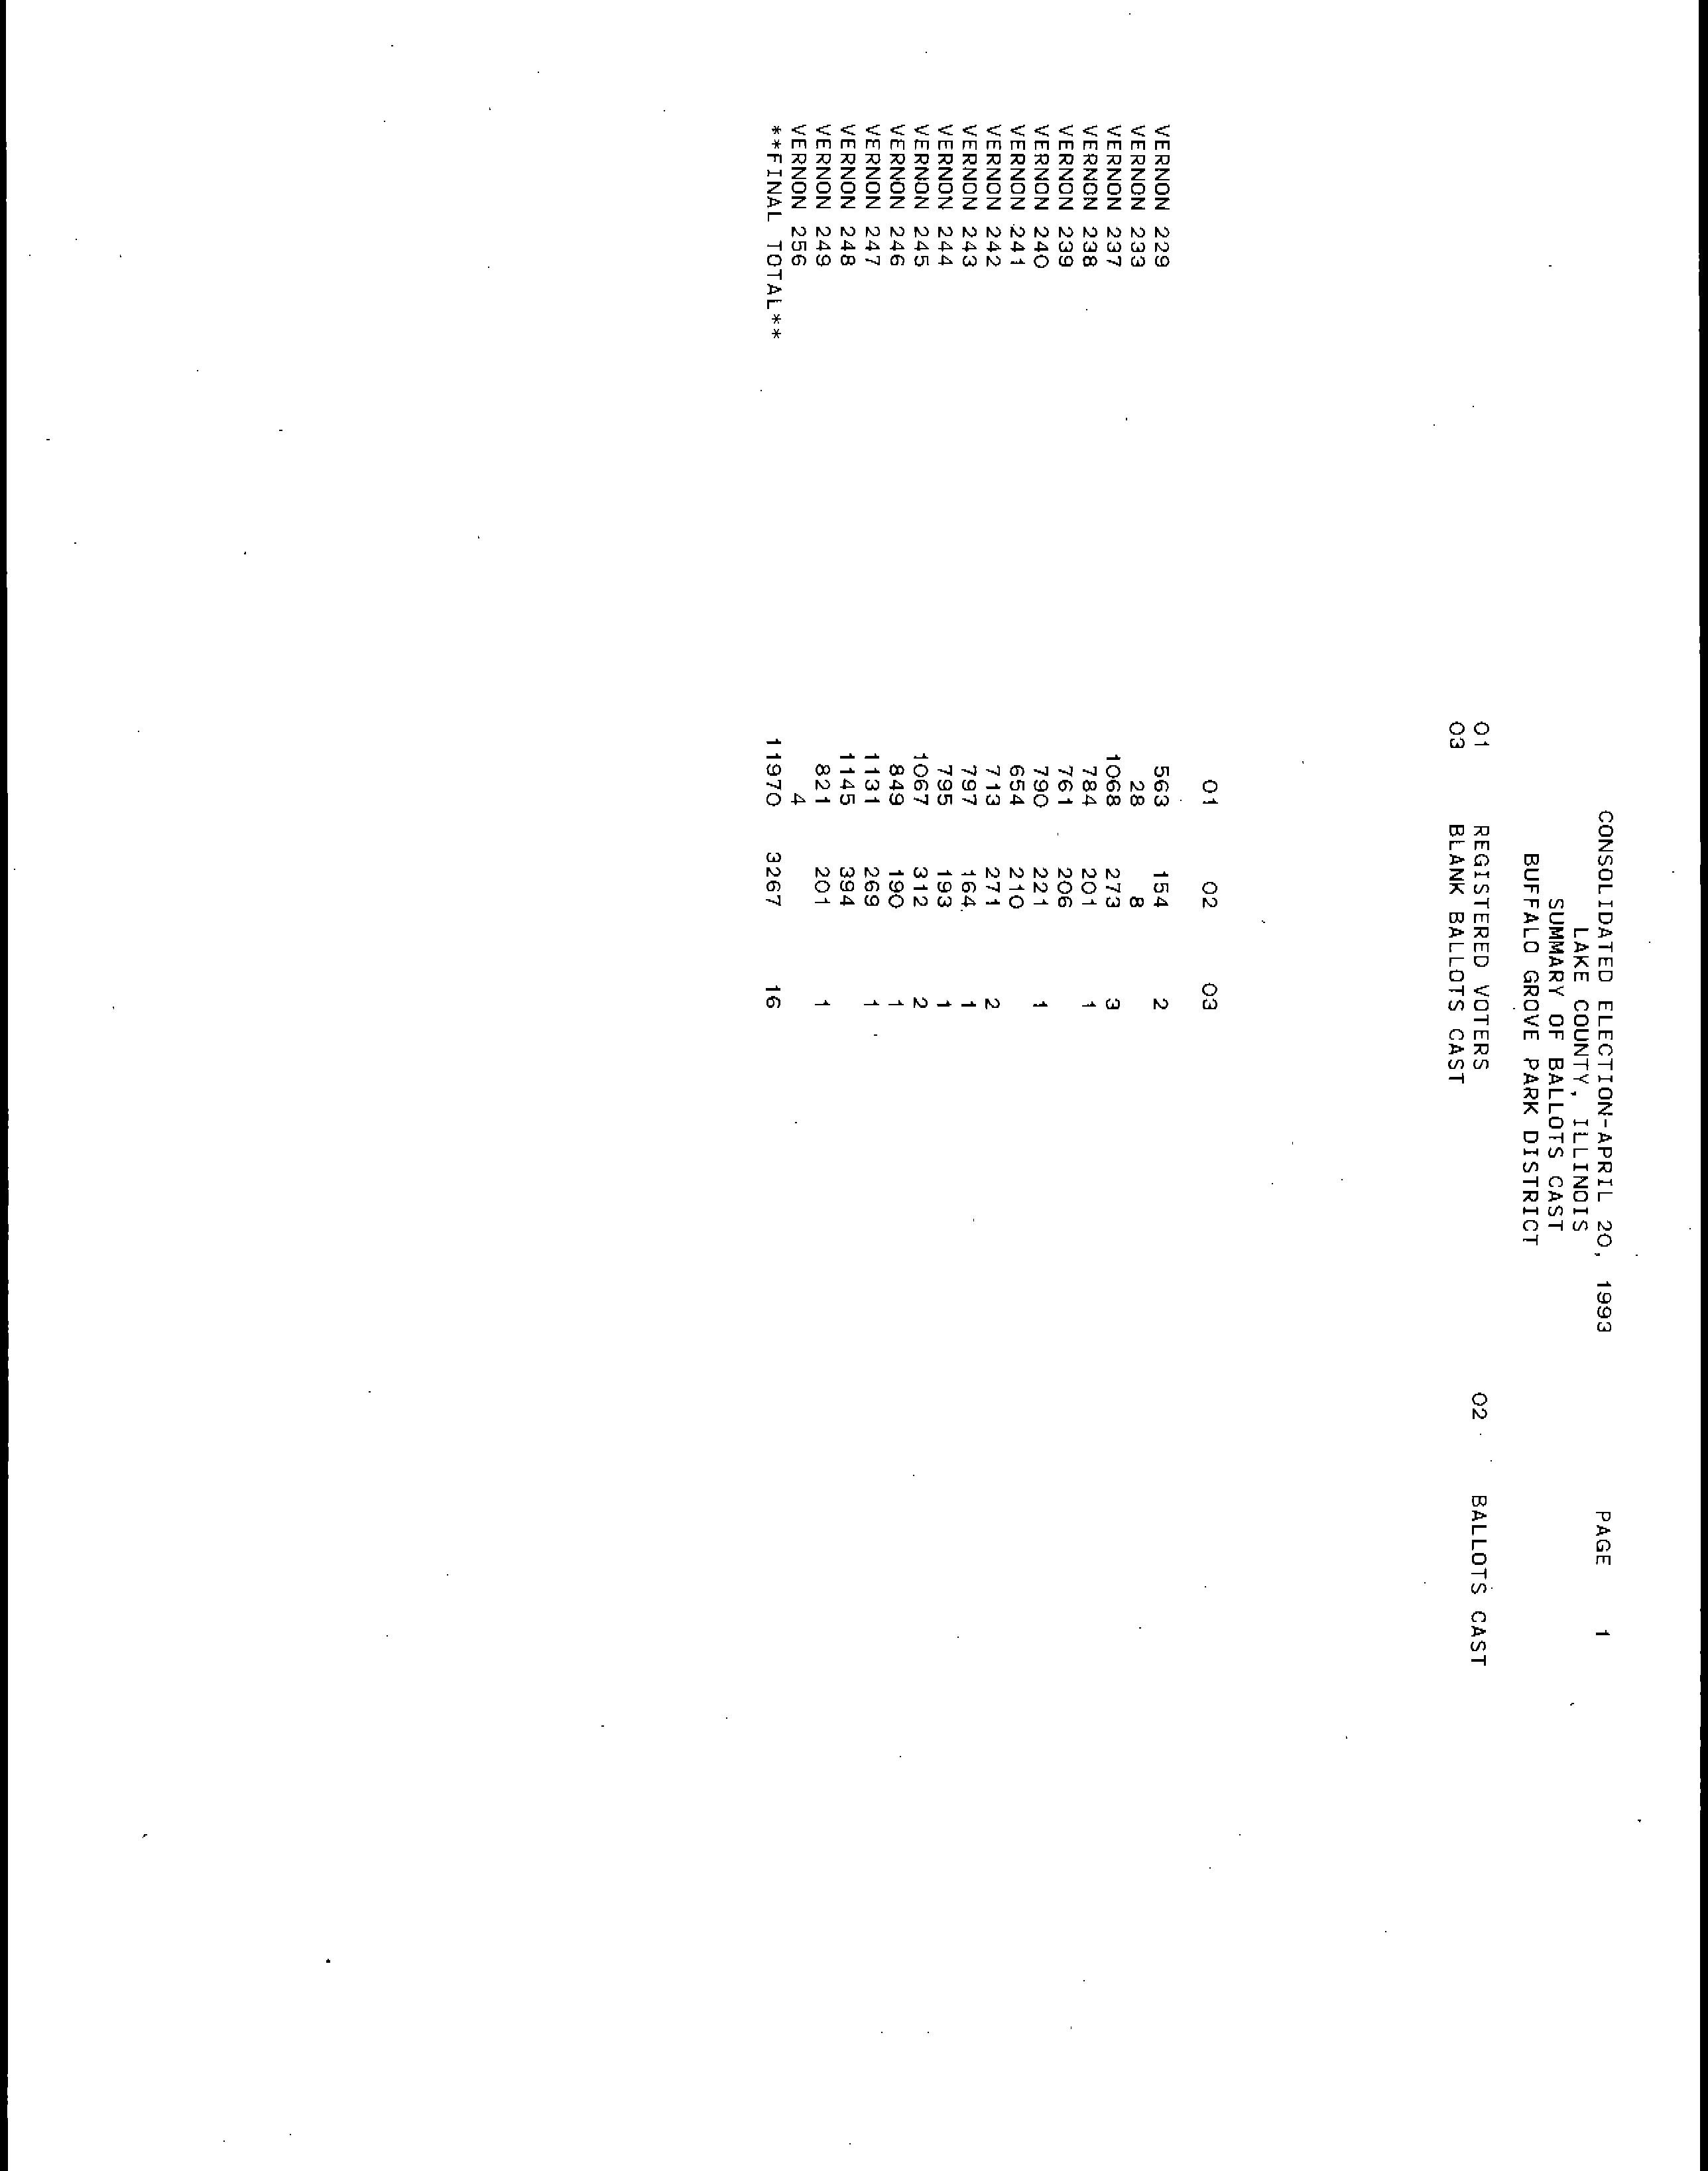 CONSOLIDATED ELECTION-APRIL 20, 1993 PAGE 1
LAKE COUNTY, ILLINOIS
SUMMARY OF BALLOTS CAST
BUFFALO GROVE PARK DISTRICT
01 REGISTERED VOTERS 02 BALLOTS CAST
03 BLANK BALLOTS CAST
01 02 03
VERNON 229 563 154 2
VERNON 233 28 8
VERNON 237 1068 273 3
VERNON 238 784 201 1
VERNON 239 761 206
VERNON 240 790 221 1
VERNON 241 654 210
VERNON 242 713 271 2
VERNON 243 797 164 1
VERNON 244 795 193 1
VERNON 245 1067 312 2
VERNON 246 849 190 1
VERNON 247 1131 269 1
VERNON 248 1145 394
VERNON 249 821 201 1
VERNON 256 4
**FINAL TOTAL** 11970 3267 16